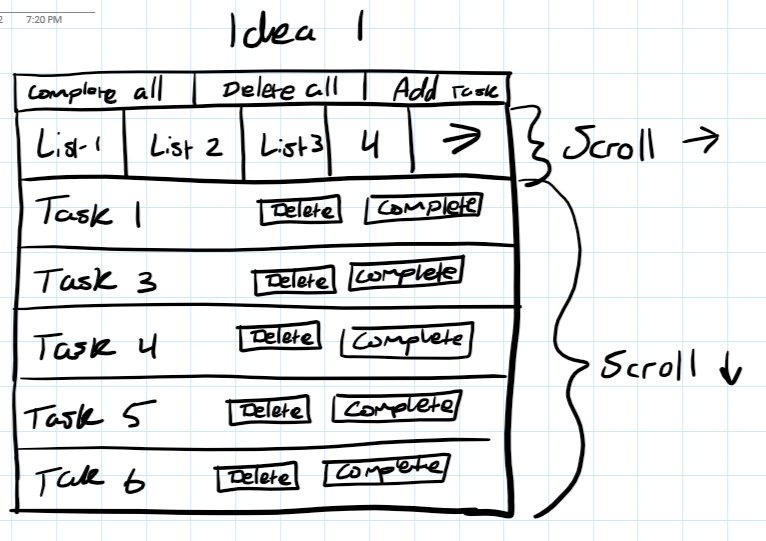 2 7:20 PM
Idea 1
Complete all Delete all Add Task
List 1 List 2 List 3 4 → Scroll →
Task 1 Delete Complete
Task 3 Delete Complete
Task 4 Delete Complete
Scroll ↓
Task 5 Delete Complete
Task 6 Delete Complete